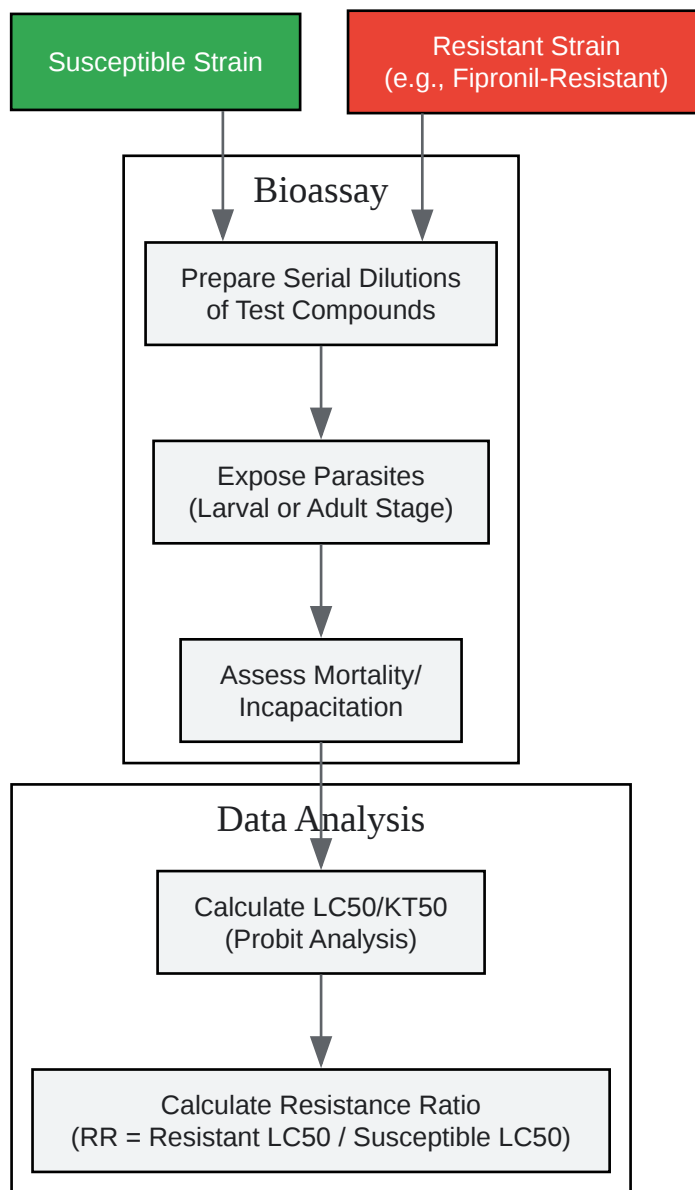 Susceptible Strain
Resistant Strain
(e.g., Fipronil-Resistant)
Bioassay
Prepare Serial Dilutions
of Test Compounds
Expose Parasites
(Larval or Adult Stage)
Assess Mortality/
Incapacitation
Data Analysis
Calculate LC50/KT50
(Probit Analysis)
Calculate Resistance Ratio
(RR = Resistant LC50 / Susceptible LC50)